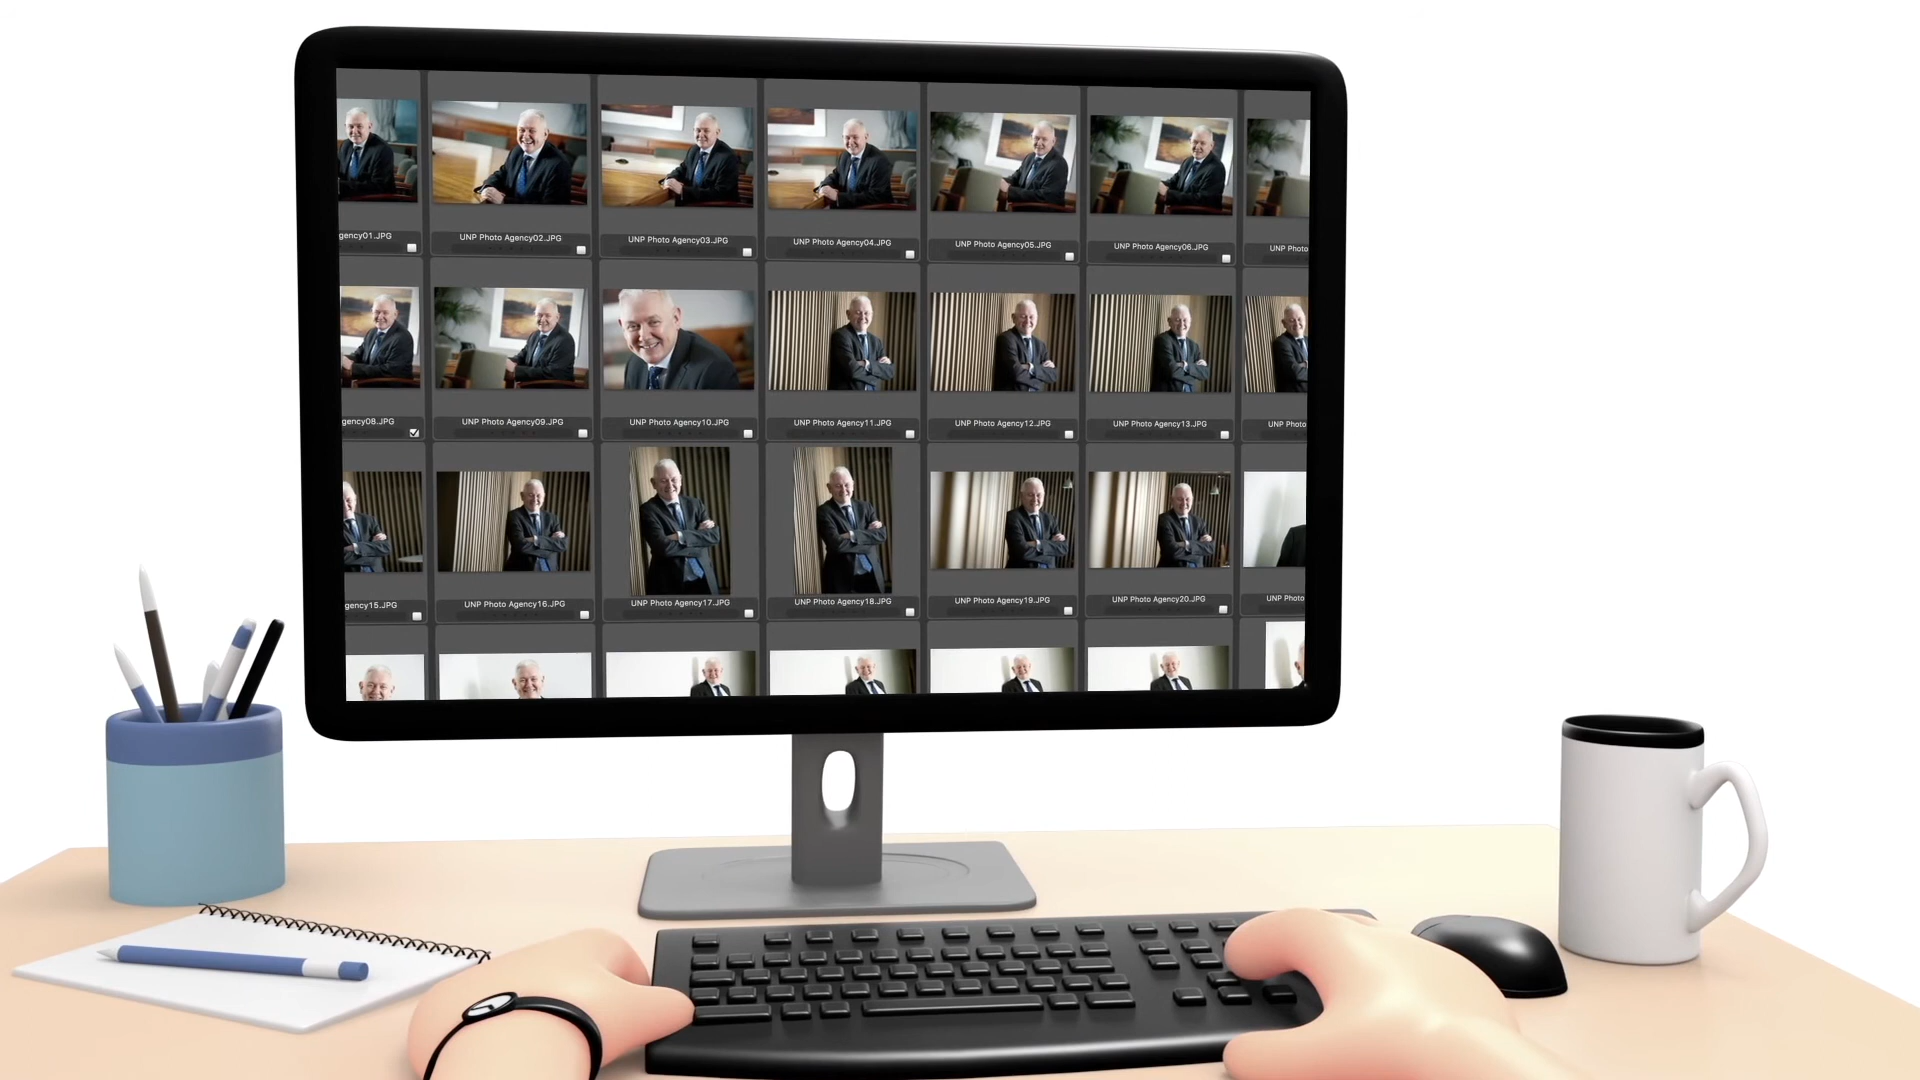 gency01.JPG
UNP Photo Agency02.JPG
UNP Photo Agency03.JPG
UNP Photo Agency04.JPG
UNP Photo Agency05.JPG
UNP Photo Agency06.JPG
UNP Photo
gency08.JPG
UNP Photo Agency09.JPG
UNP Photo Agency10.JPG
UNP Photo Agency11.JPG
UNP Photo Agency12.JPG
UNP Photo Agency13.JPG
UNP Photo
gency15.JPG
UNP Photo Agency16.JPG
UNP Photo Agency17.JPG
UNP Photo Agency18.JPG
UNP Photo Agency19.JPG
UNP Photo Agency20.JPG
UNP Photo